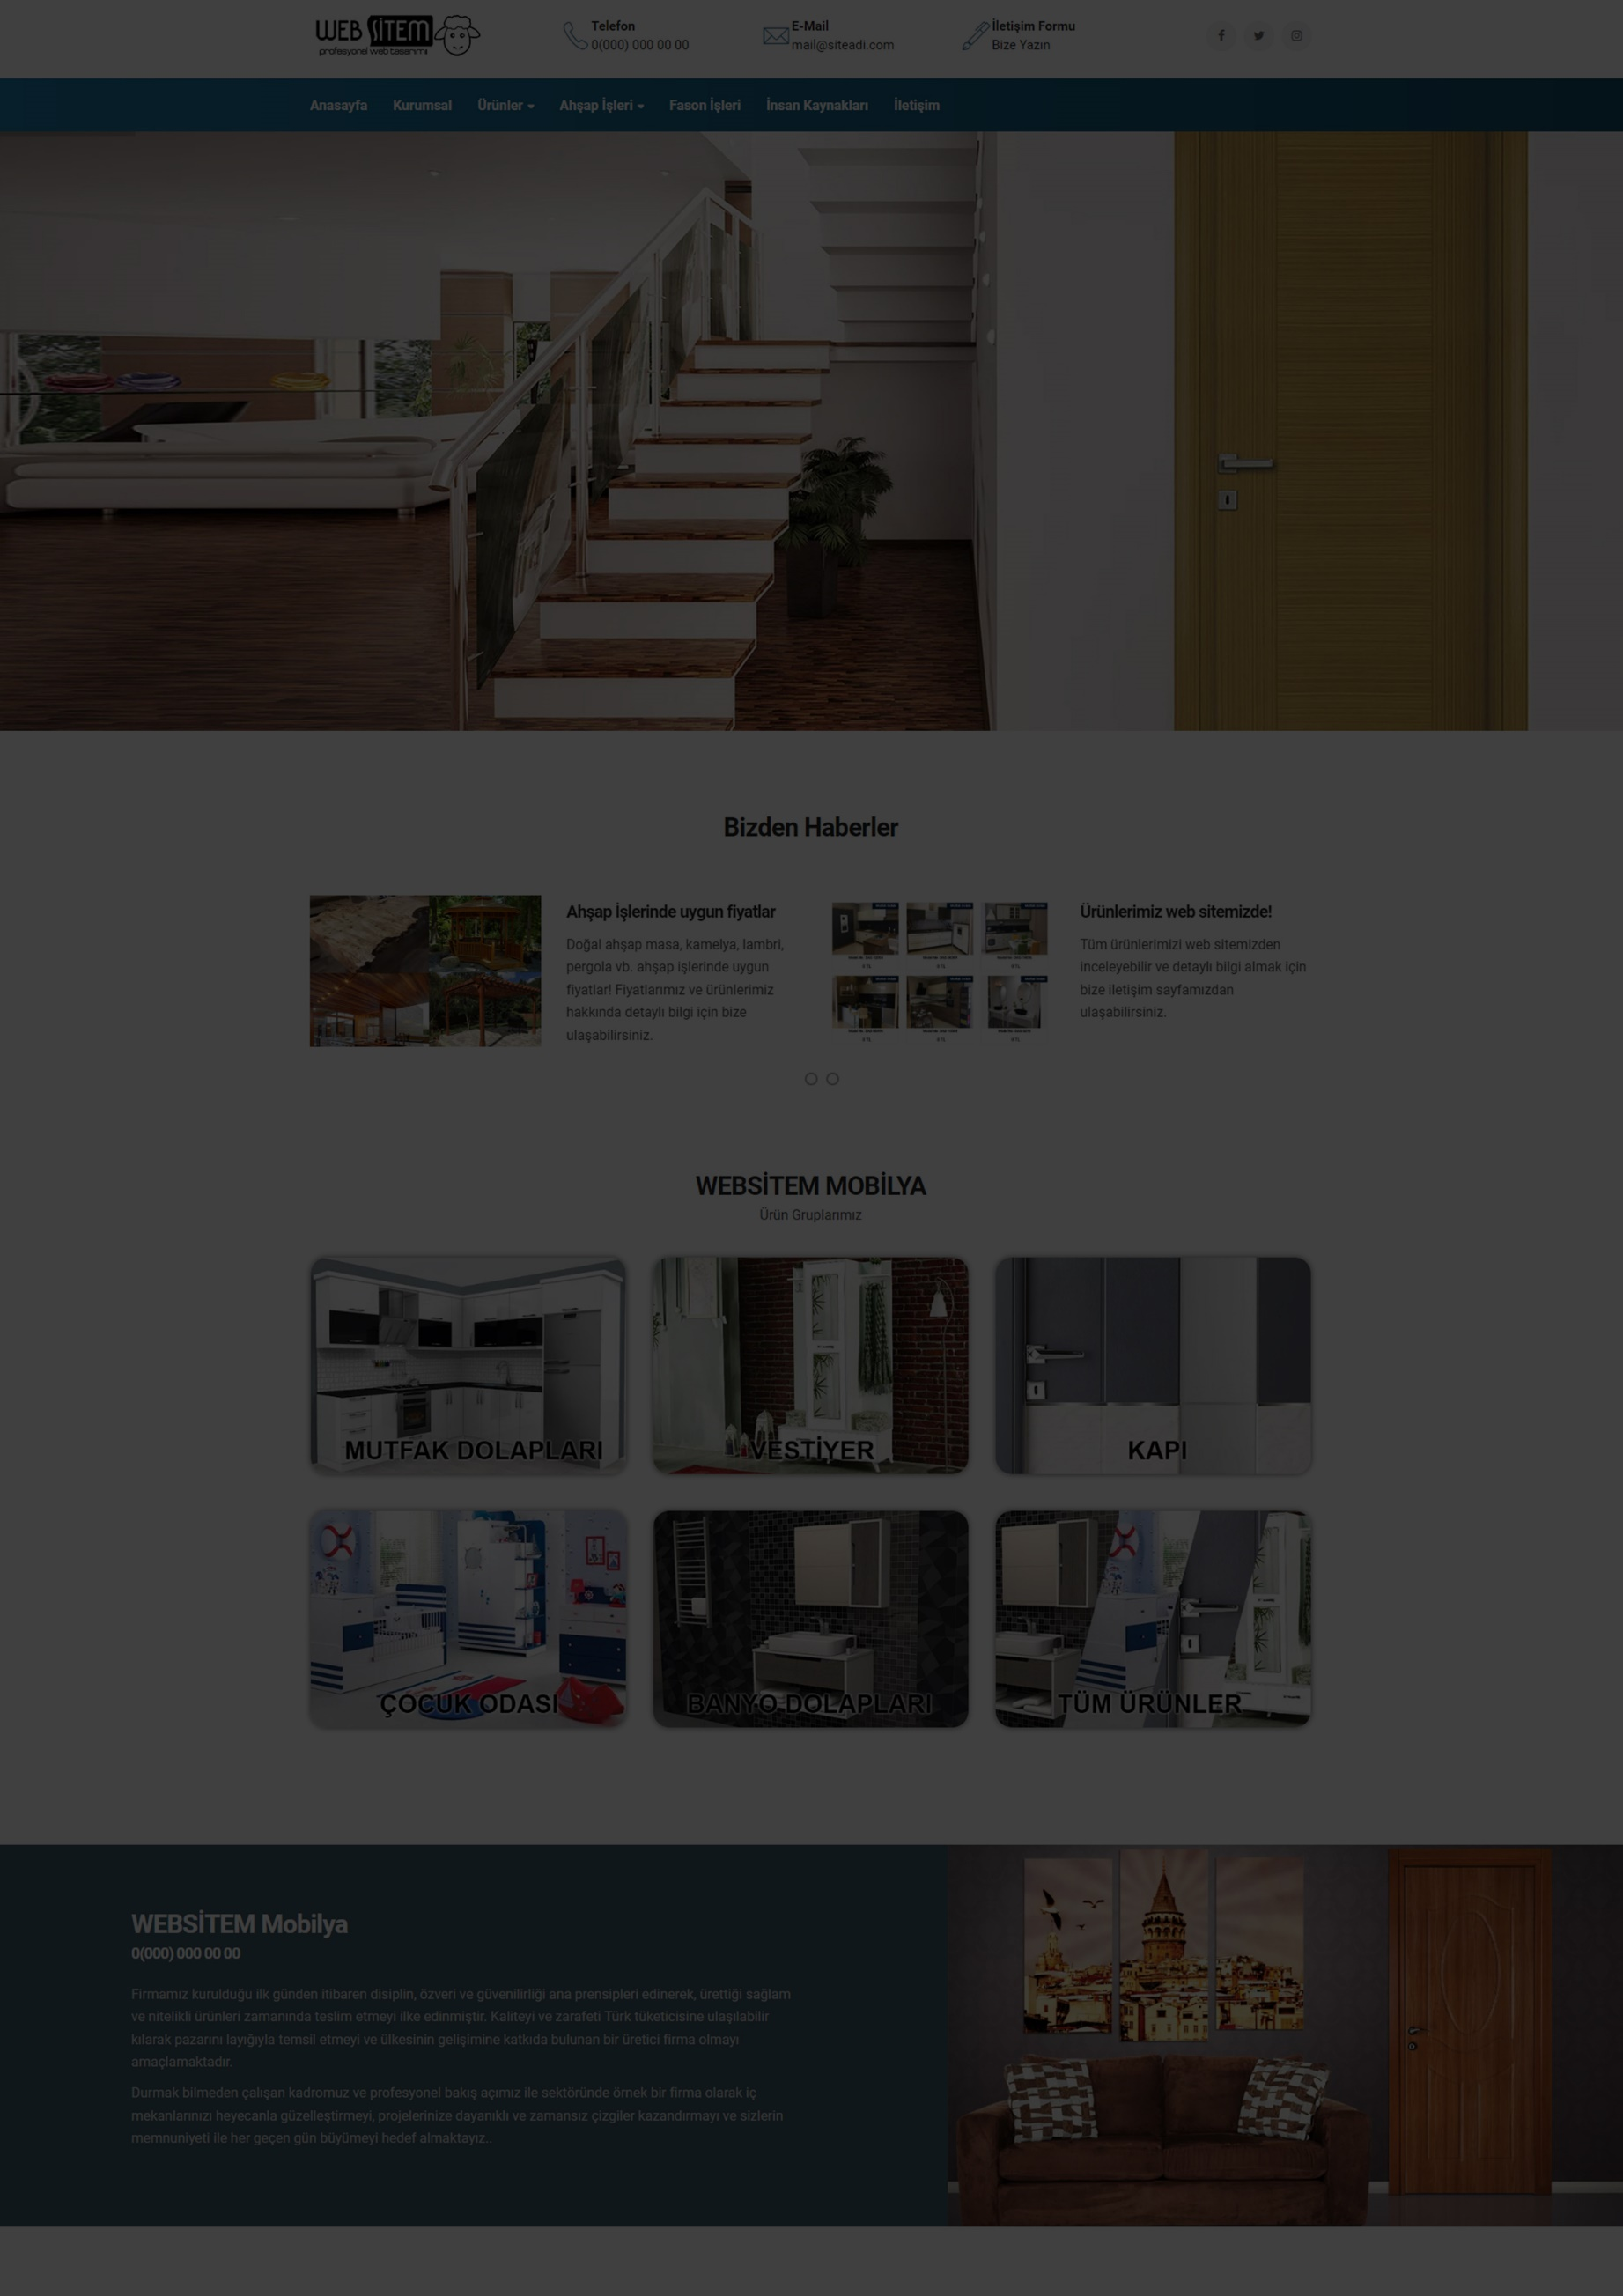 WEB SİTEM
profesyonel web tasarımı
Telefon
0(000) 000 00 00
E-Mail
mail@siteadi.com
İletişim Formu
Bize Yazın
Anasayfa Kurumsal Ürünler Ahşap İşleri Fason İşleri İnsan Kaynakları İletişim
Bizden Haberler
Ahşap İşlerinde uygun fiyatlar
Doğal ahşap masa, kamelya, lambri,
pergola vb. ahşap işlerinde uygun
fiyatlar! Fiyatlarımız ve ürünlerimiz
hakkında detaylı bilgi için bize
ulaşabilirsiniz.
Ürünlerimiz web sitemizde!
Tüm ürünlerimizi web sitemizden
inceleyebilir ve detaylı bilgi almak için
bize iletişim sayfamızdan
ulaşabilirsiniz.
WEBSİTEM MOBİLYA
Ürün Gruplarımız
MUTFAK DOLAPLARI
VESTİYER
KAPI
ÇOCUK ODASI
BANYO DOLAPLARI
TÜM ÜRÜNLER
WEBSİTEM Mobilya
0(000) 000 00 00
Firmamız kurulduğu ilk günden itibaren disiplin, özveri ve güvenilirliği ana prensipleri edinerek, ürettiği sağlam
ve nitelikli ürünleri zamanında teslim etmeyi ilke edinmiştir. Kaliteyi ve zarafeti Türk tüketicisine ulaşılabilir
kılarak pazarını layığıyla temsil etmeyi ve ülkesinin gelişimine katkıda bulunan bir üretici firma olmayı
amaçlamaktadır.
Durmak bilmeden çalışan kadromuz ve profesyonel bakış açımız ile sektöründe örnek bir firma olarak iç
mekanlarınızı heyecanla güzelleştirmeyi, projelerinize dayanıklı ve zamansız çizgiler kazandırmayı ve sizlerin
memnuniyeti ile her geçen gün büyümeyi hedef almaktayız..